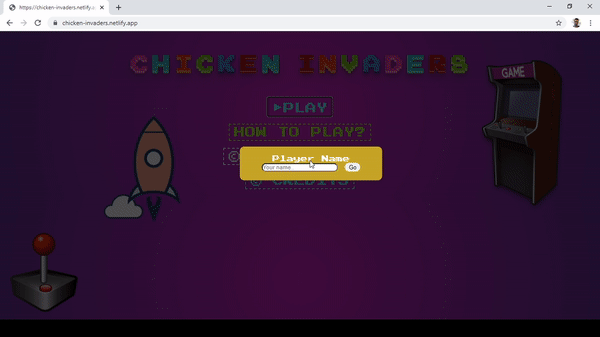 https://chicken-invaders.netlify.a
chicken-invaders.netlify.app
CHICKEN INVADERS
GAME
▶PLAY
HOW TO PLAY?
Player Name
Your name
Go
© CREDITS